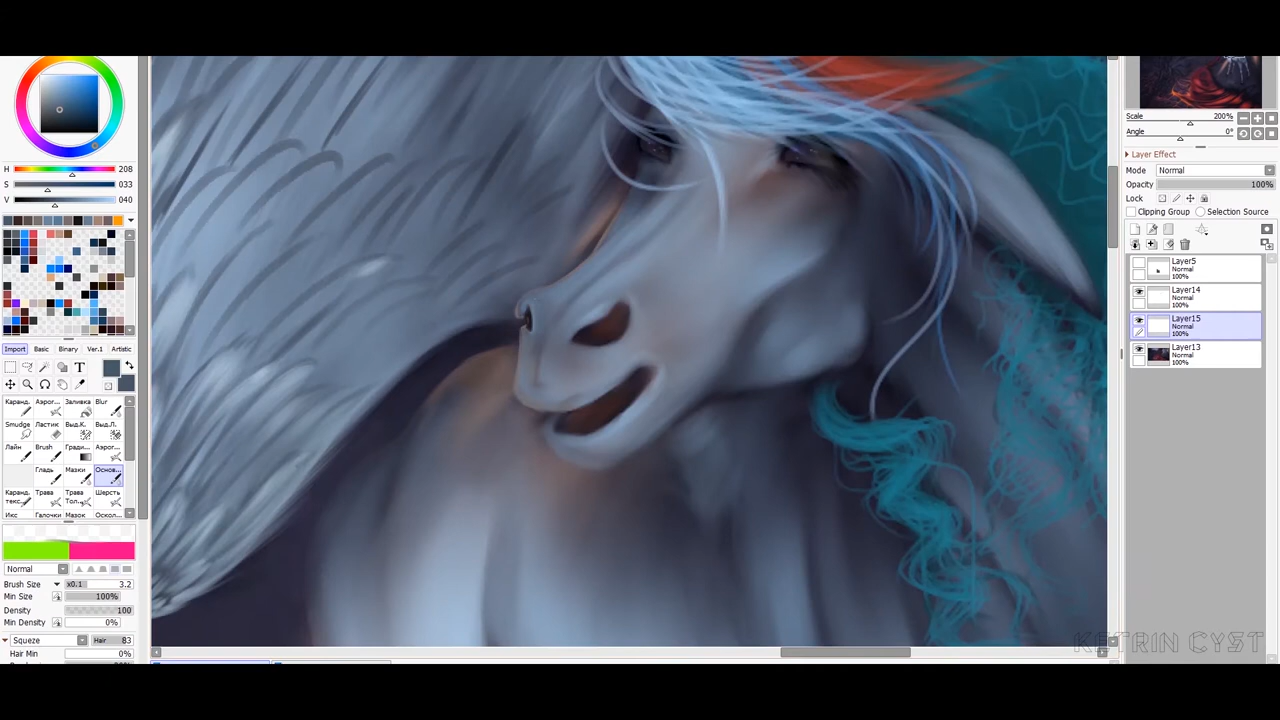 H 208
S 033
V 040
Import Basic Binary Ver.1 Artistic
T
Каранд. Аэрог... Заливка Blur
Smudge Ластик Выд.К. Выд.Л.
Лайн Brush Гради... Аэрог...
Гладь Мазки Основ...
Каранд. текс... Трава Трава Тол... Шерсть
Икс Галочки Мазок Оскол...
Normal
Brush Size x0.1 3.2
Min Size 100%
Density 100
Min Density 0%
Squeze Hair 83
Hair Min 0%
Scale 200%
Angle 0°
Layer Effect
Mode Normal
Opacity 100%
Lock
Clipping Group Selection Source
Layer5
Normal
100%
Layer14
Normal
100%
Layer15
Normal
100%
Layer13
Normal
100%
KETRIN CYST